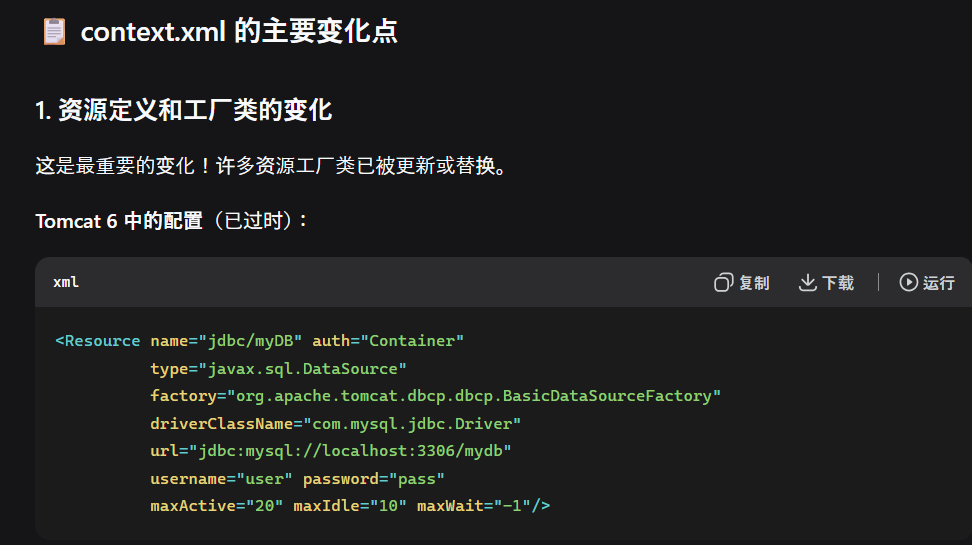 📋 context.xml 的主要变化点
1. 资源定义和工厂类的变化
这是最重要的变化！许多资源工厂类已被更新或替换。
Tomcat 6 中的配置（已过时）：
xml 复制 下载 运行
<Resource name="jdbc/myDB" auth="Container"
type="javax.sql.DataSource"
factory="org.apache.tomcat.dbcp.dbcp.BasicDataSourceFactory"
driverClassName="com.mysql.jdbc.Driver"
url="jdbc:mysql://localhost:3306/mydb"
username="user" password="pass"
maxActive="20" maxIdle="10" maxWait="-1"/>